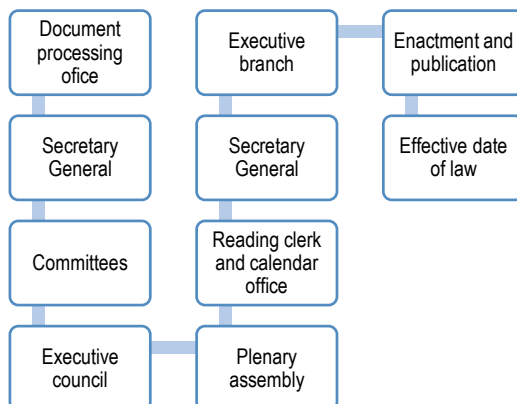 Document
processing
ofice
Secretary
General
Committees
Executive
council
Plenary
assembly
Reading clerk
and calendar
office
Secretary
General
Executive
branch
Enactment and
publication
Effective date
of law